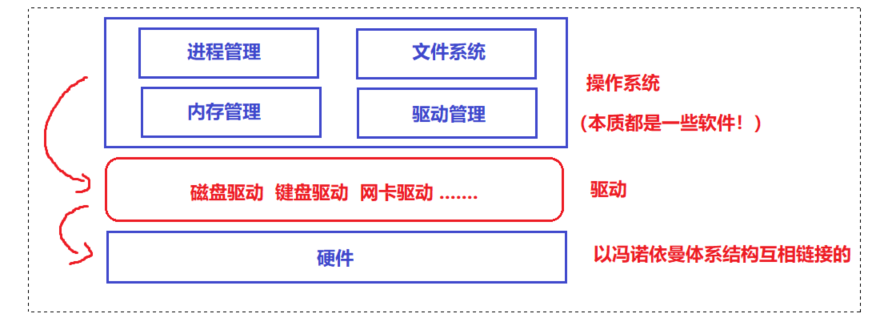 进程管理 文件系统
操作系统
内存管理 驱动管理
（本质都是一些软件！）
磁盘驱动 键盘驱动 网卡驱动 .......
驱动
硬件
以冯诺依曼体系结构互相链接的